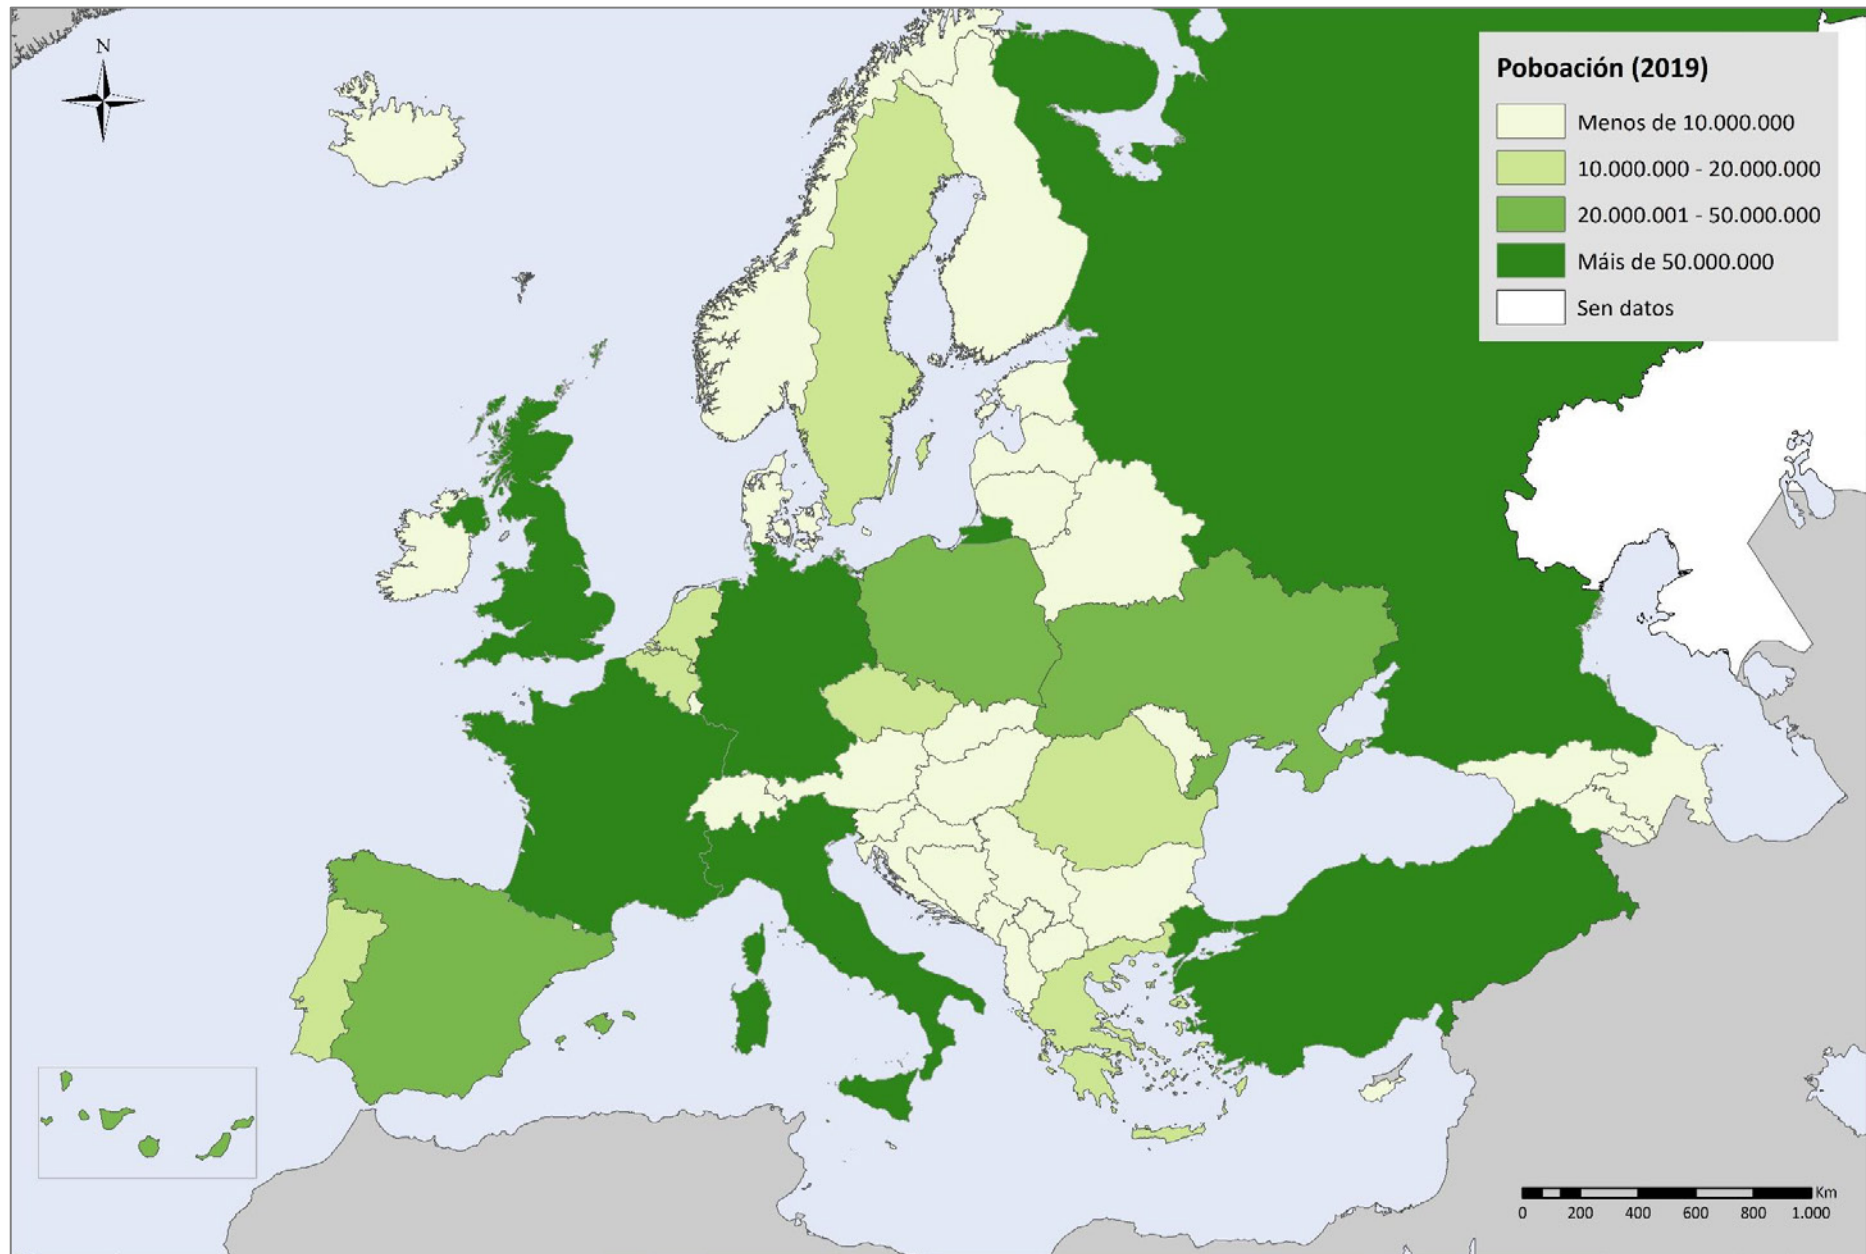 N
Poboación (2019)
Menos de 10.000.000
10.000.000 - 20.000.000
20.000.001 - 50.000.000
Máis de 50.000.000
Sen datos
Km
0 200 400 600 800 1.000